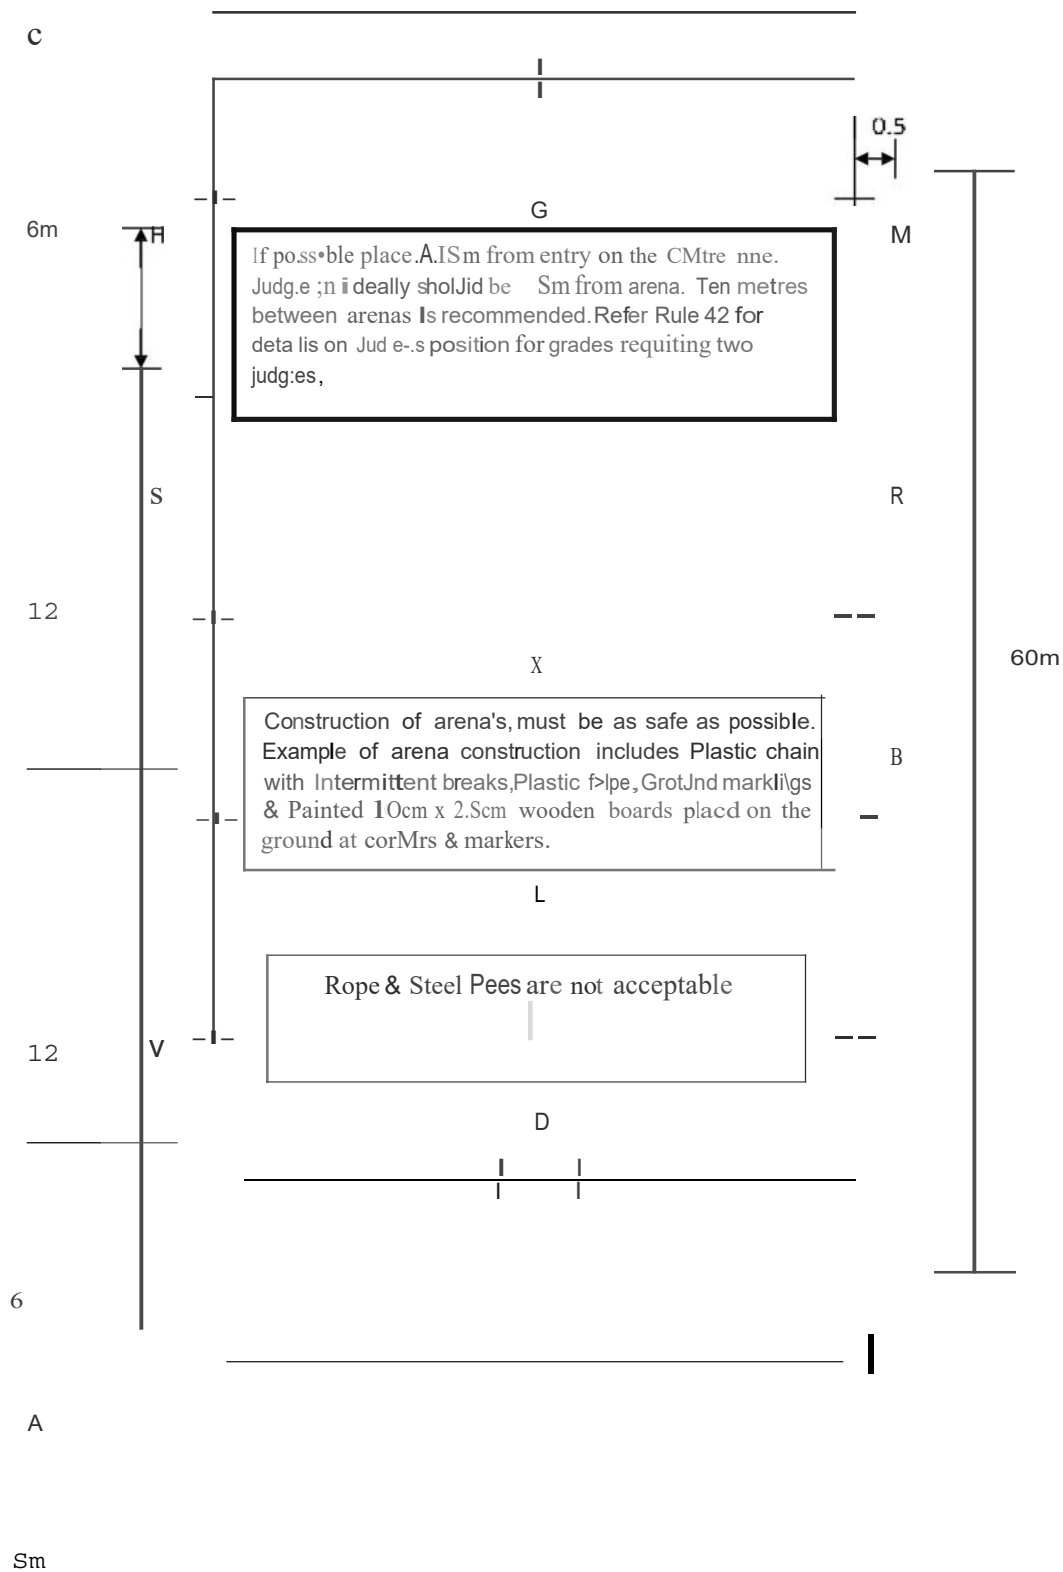 c
0.5
G
6m
H
M
If po.ss•ble place.A.ISm from entry on the CMtre nne.
Judg.e ;n i deally sholJid be Sm from arena. Ten metres
between arenas Is recommended.Refer Rule 42 for
deta lis on Jud e-.s position for grades requiting two
judg:es,
S
R
12
X
60m
Construction of arena's, must be as safe as possible.
Example of arena construction includes Plastic chain
B
with Intermittent breaks,Plastic f>lpe,,GrotJnd markli\gs
& Painted 1Ocm x 2.Scm wooden boards placd on the
ground at corMrs & markers.
L
Rope & Steel Pees are not acceptable
12
V
D
6
A
Sm